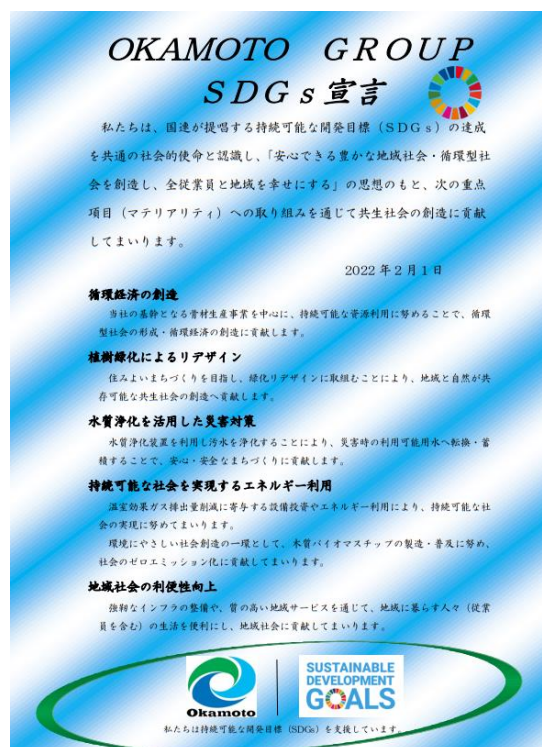 OKAMOTO GROUP
SDGs宣言
私たちは、国連が提唱する持続可能な開発目標（SDGs）の達成
を共通の社会的使命と認識し、「安心できる豊かな地域社会・循環型社
会を創造し、全従業員と地域を幸せにする」の思想のもと、次の重点
項目（マテリアリティ）への取り組みを通じて共生社会の創造に貢献
してまいります。
2022年2月1日
循環経済の創造
当社の基幹となる骨材生産事業を中心に、持続可能な資源利用に努めることで、循環
型社会の形成・循環経済の創造に貢献します。
植樹緑化によるリデザイン
住みよいまちづくりを目指し、緑化リデザインに取組むことにより、地域と自然が共
存可能な共生社会の創造へ貢献します。
水質浄化を活用した災害対策
水質浄化装置を利用し汚水を浄化することにより、災害時の利用可能用水へ転換・蓄
積することで、安心・安全なまちづくりに貢献します。
持続可能な社会を実現するエネルギー利用
温室効果ガス排出量削減に寄与する設備投資やエネルギー利用により、持続可能な社
会の実現に努めてまいります。
環境にやさしい社会創造の一環として、木質バイオマスチップの製造・普及に努め、
社会のゼロエミッション化に貢献してまいります。
地域社会の利便性向上
強靭なインフラの整備や、質の高い地域サービスを通じて、地域に暮らす人々（従業
員を含む）の生活を便利にし、地域社会に貢献してまいります。
Okamoto
SUSTAINABLE
DEVELOPMENT
GOALS
私たちは持続可能な開発目標（SDGs）を支援しています。